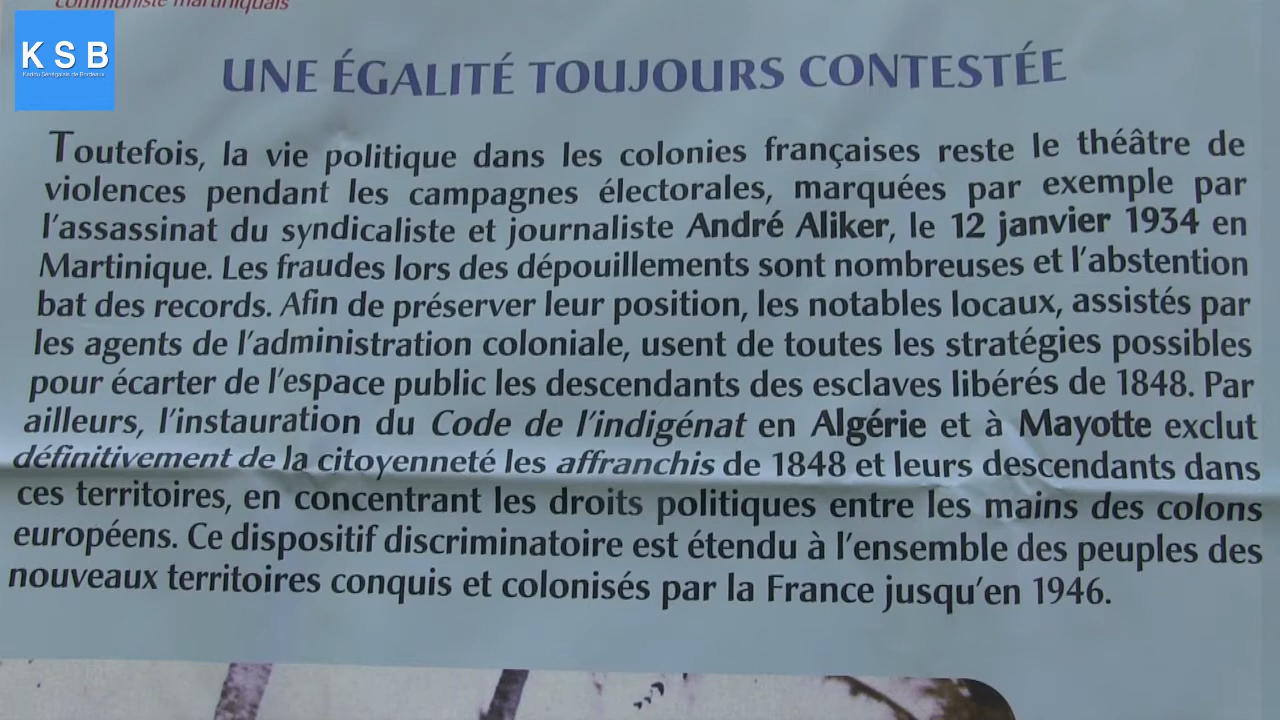 communiste martiniquais
KSB
Kaddu Sénégalais de Bordeaux
UNE ÉGALITÉ TOUJOURS CONTESTÉE
Toutefois, la vie politique dans les colonies françaises reste le théâtre de
violences pendant les campagnes électorales, marquées par exemple par
l'assassinat du syndicaliste et journaliste André Aliker, le 12 janvier 1934 en
Martinique. Les fraudes lors des dépouillements sont nombreuses et l'abstention
bat des records. Afin de préserver leur position, les notables locaux, assistés par
les agents de l'administration coloniale, usent de toutes les stratégies possibles
pour écarter de l'espace public les descendants des esclaves libérés de 1848. Par
ailleurs, l'instauration du Code de l'indigénat en Algérie et à Mayotte exclut
définitivement de la citoyenneté les affranchis de 1848 et leurs descendants dans
ces territoires, en concentrant les droits politiques entre les mains des colons
européens. Ce dispositif discriminatoire est étendu à l'ensemble des peuples des
nouveaux territoires conquis et colonisés par la France jusqu'en 1946.